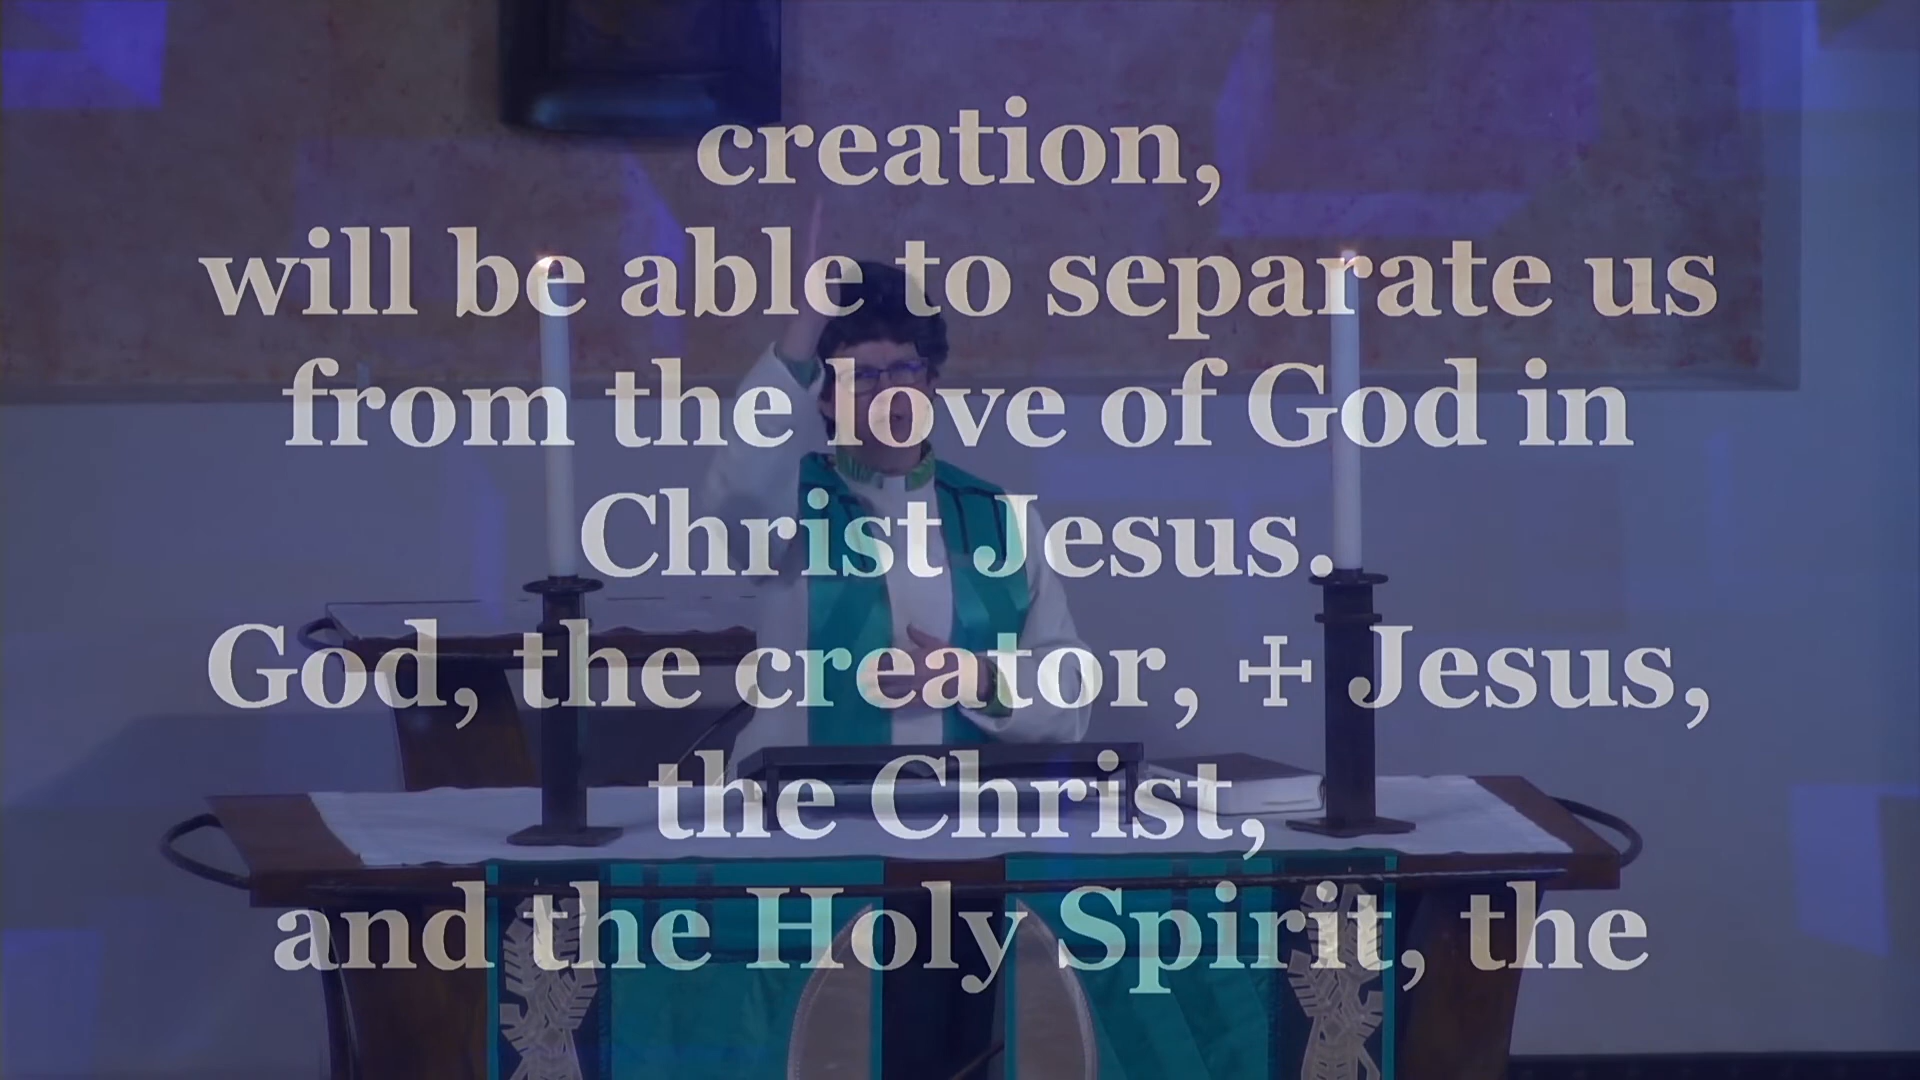 creation,
will be able to separate us
from the love of God in
Christ Jesus.
God, the creator, ☩ Jesus,
the Christ,
and the Holy Spirit, the